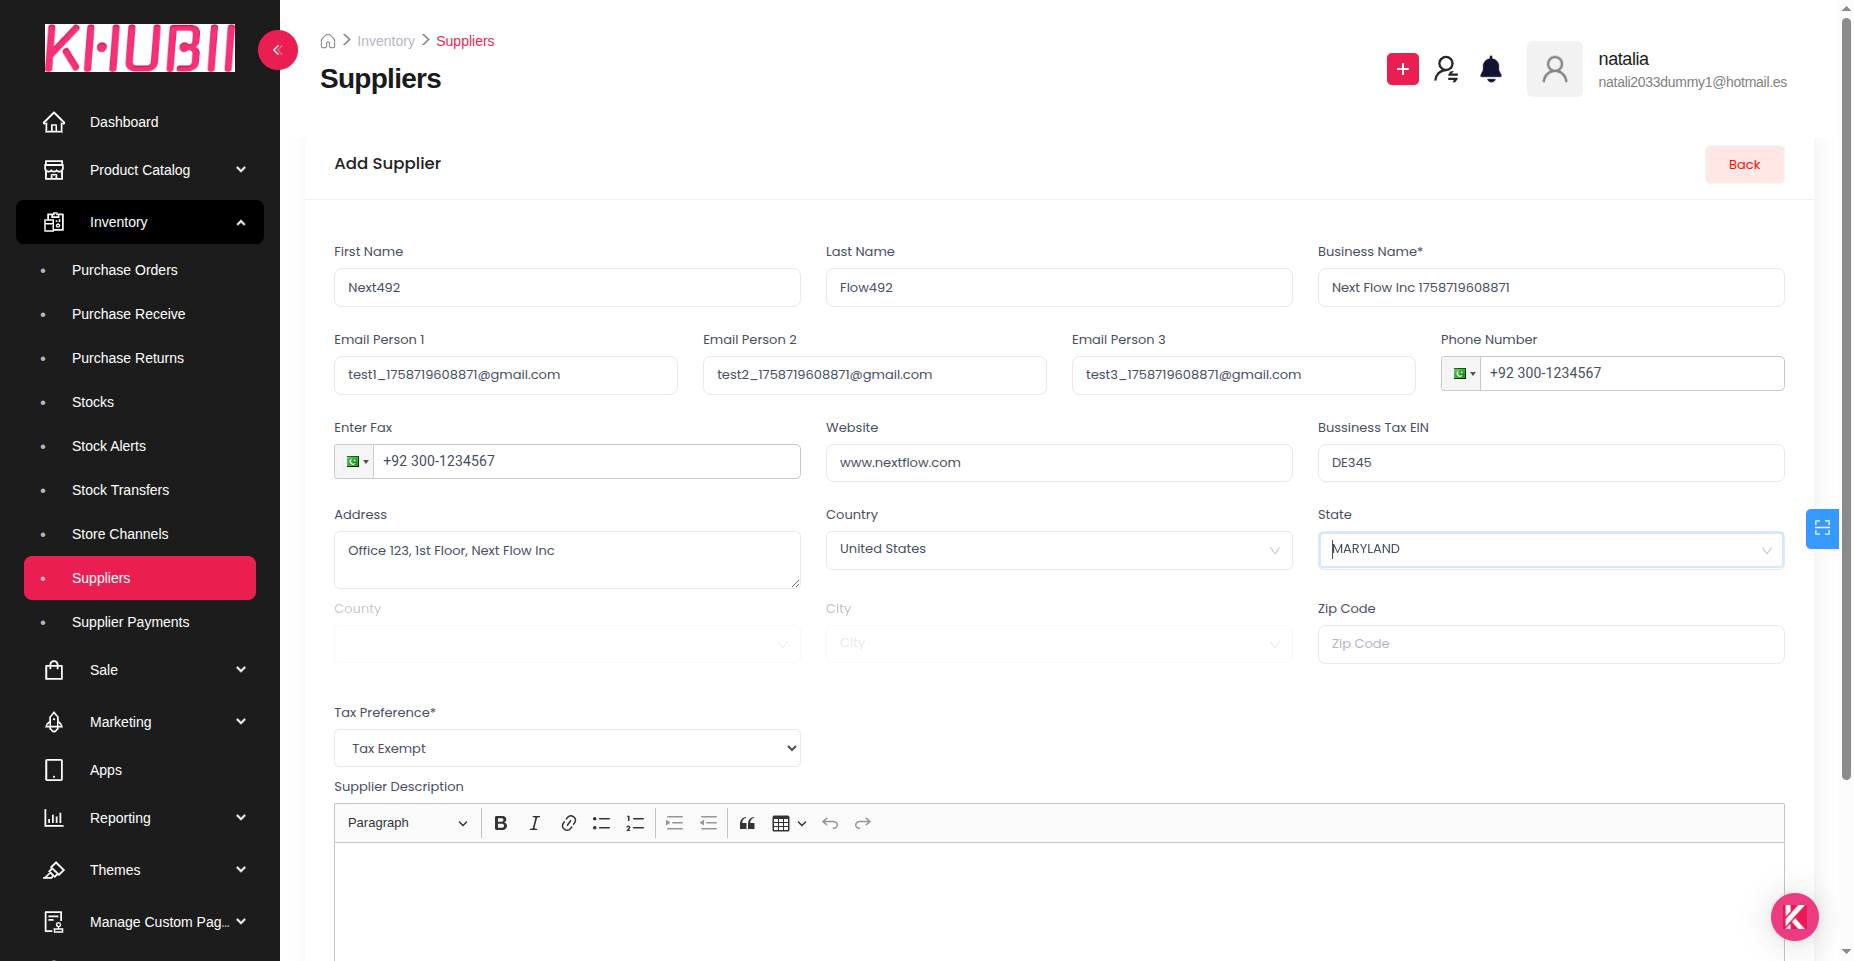 KHUBII
Dashboard
Product Catalog
Inventory
Purchase Orders
Purchase Receive
Purchase Returns
Stocks
Stock Alerts
Stock Transfers
Store Channels
Suppliers
Supplier Payments
Sale
Marketing
Apps
Reporting
Themes
Manage Custom Pag...
Inventory
Suppliers
Suppliers
natalia
natali2033dummy1@hotmail.es
Add Supplier
Back
First Name
Last Name
Business Name*
Next492
Flow492
Next Flow Inc 1758719608871
Email Person 1
Email Person 2
Email Person 3
Phone Number
test1_1758719608871@gmail.com
test2_1758719608871@gmail.com
test3_1758719608871@gmail.com
+92 300-1234567
Enter Fax
Website
Bussiness Tax EIN
+92 300-1234567
www.nextflow.com
DE345
Address
Country
State
Office 123, 1st Floor, Next Flow Inc
United States
MARYLAND
County
City
Zip Code
City
Zip Code
Tax Preference*
Tax Exempt
Supplier Description
Paragraph